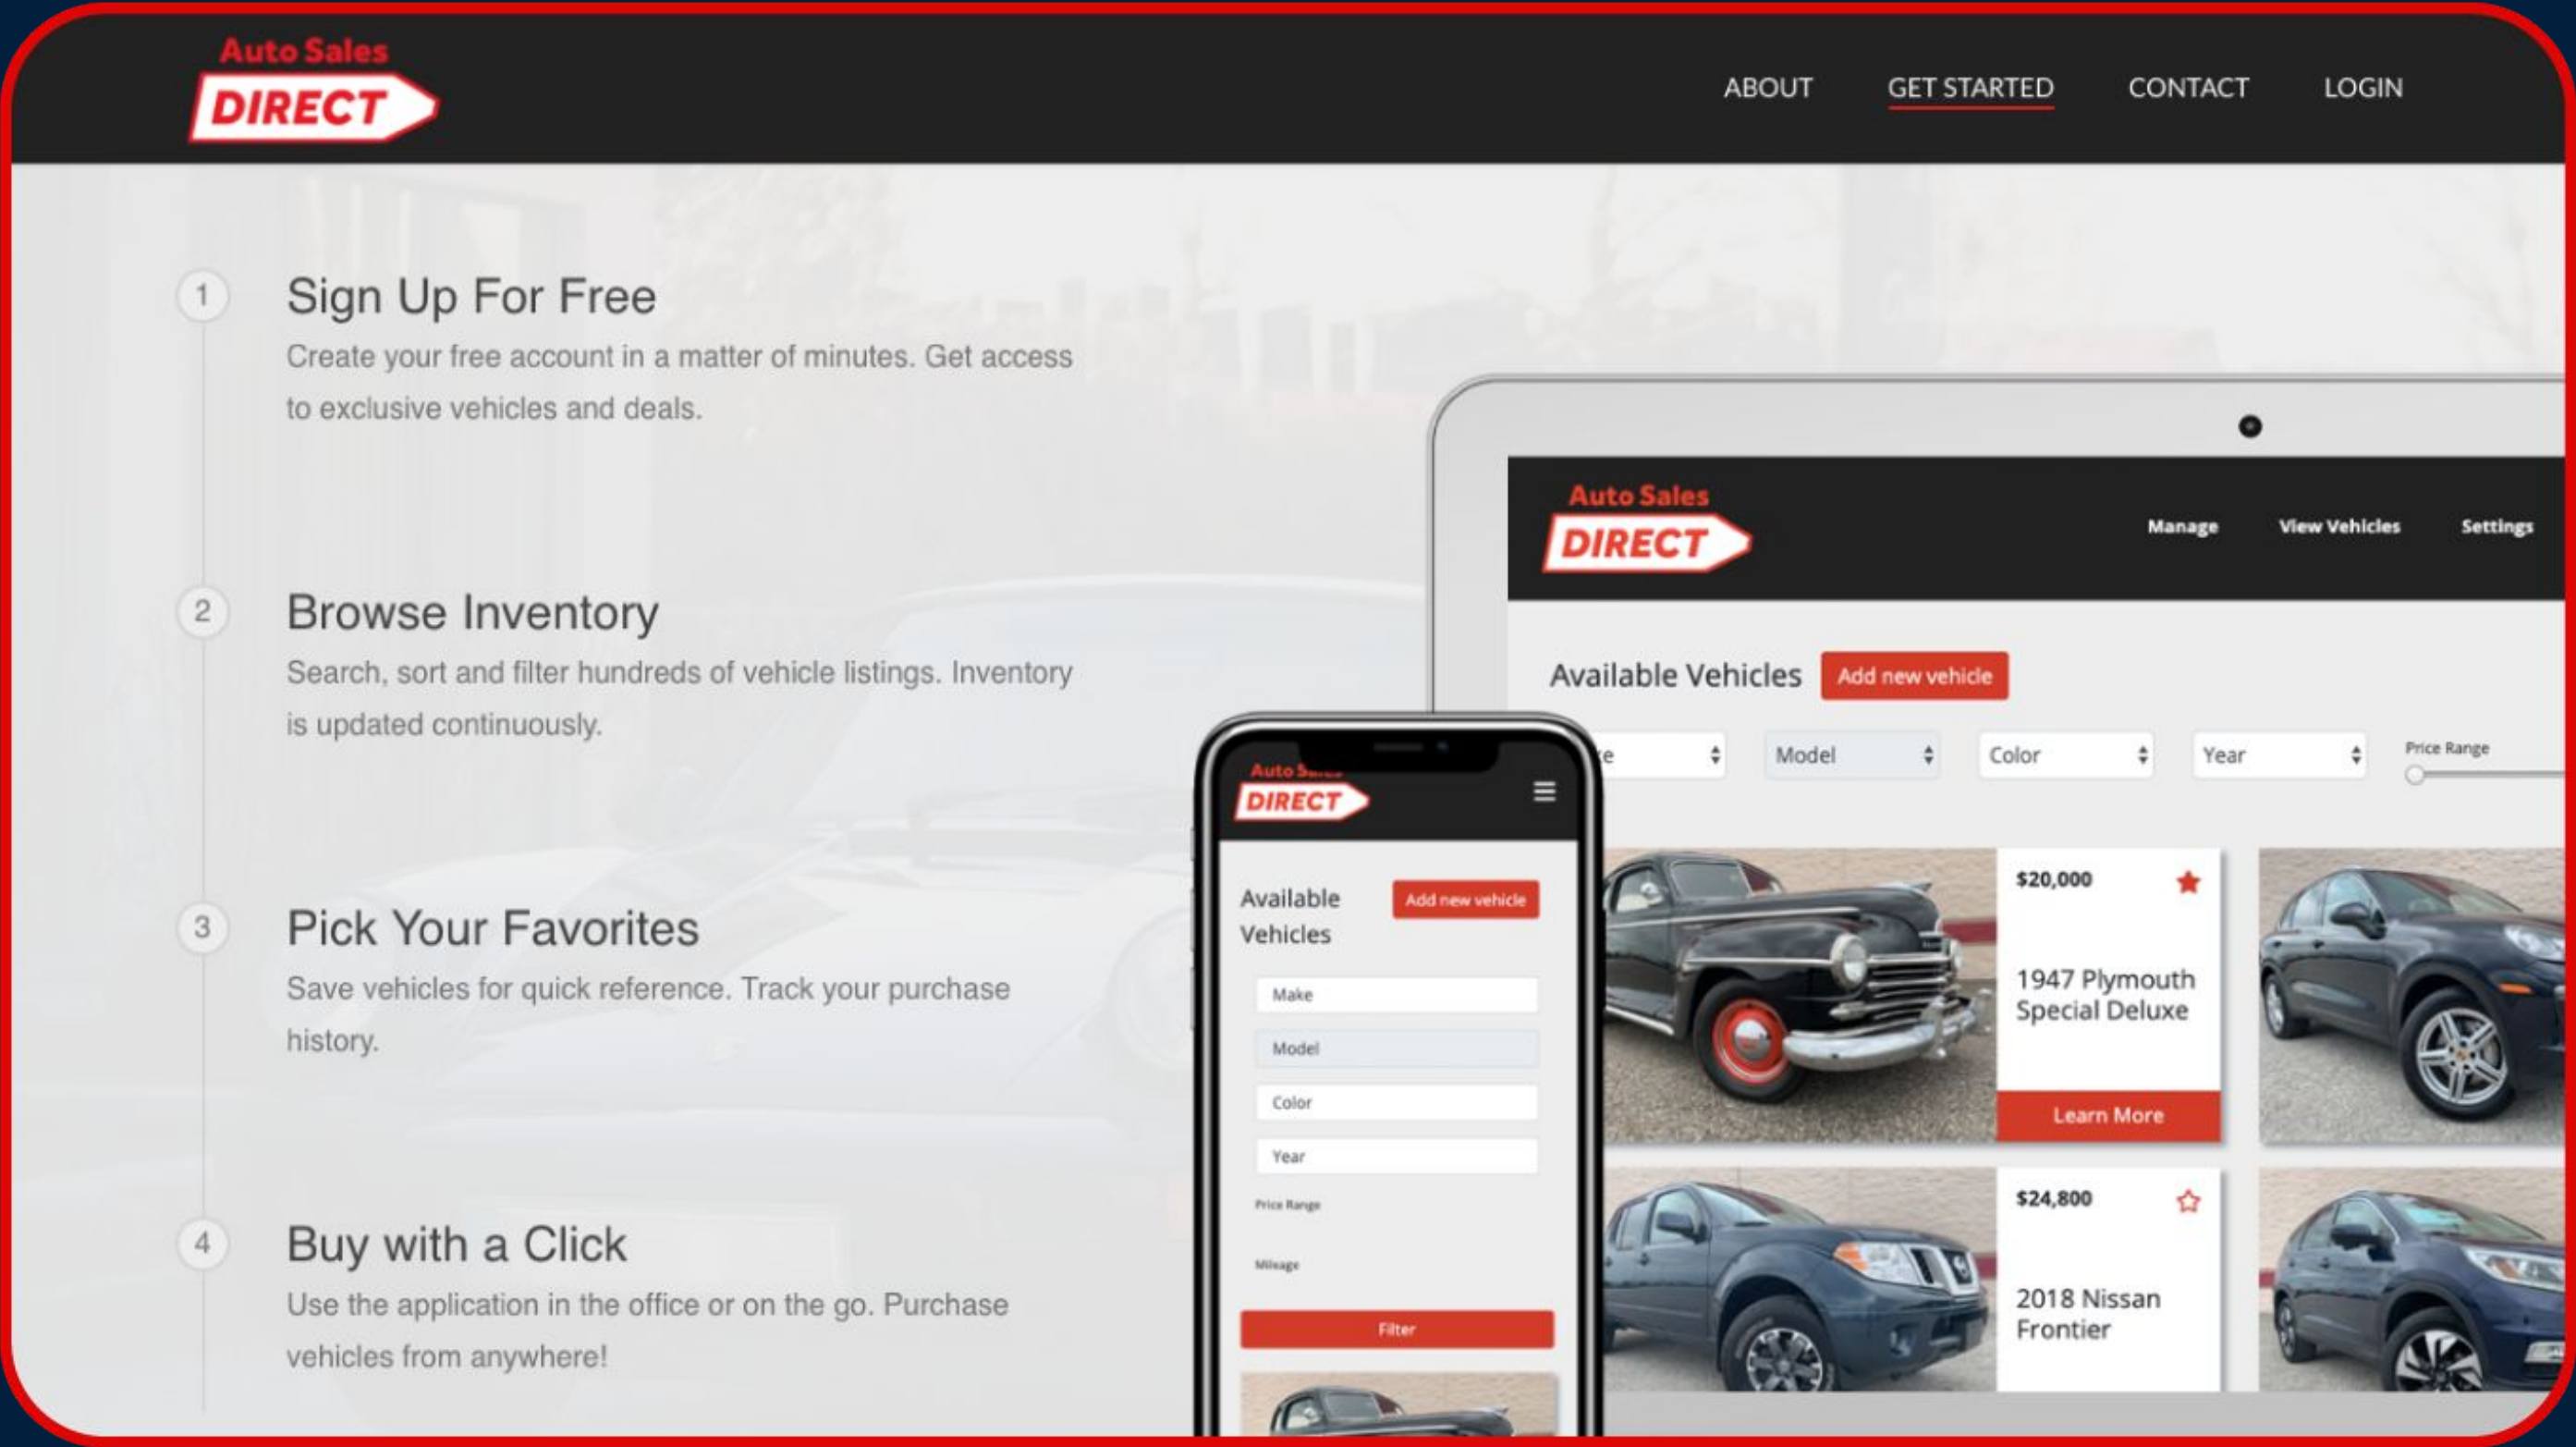 Auto Sales
DIRECT
ABOUT
GET STARTED
CONTACT
LOGIN
1
Sign Up For Free
Create your free account in a matter of minutes. Get access
to exclusive vehicles and deals.
2
Browse Inventory
Search, sort and filter hundreds of vehicle listings. Inventory
is updated continuously.
3
Pick Your Favorites
Save vehicles for quick reference. Track your purchase
history.
4
Buy with a Click
Use the application in the office or on the go. Purchase
vehicles from anywhere!
Auto Sales
DIRECT
Manage
View Vehicles
Settings
Available Vehicles
Add new vehicle
Model
Color
Year
Price Range
$20,000
1947 Plymouth
Special Deluxe
Learn More
$24,800
2018 Nissan
Frontier
Auto
DIRECT
Available
Vehicles
Add new vehicle
Make
Model
Color
Year
Price Range
Mileage
Filter